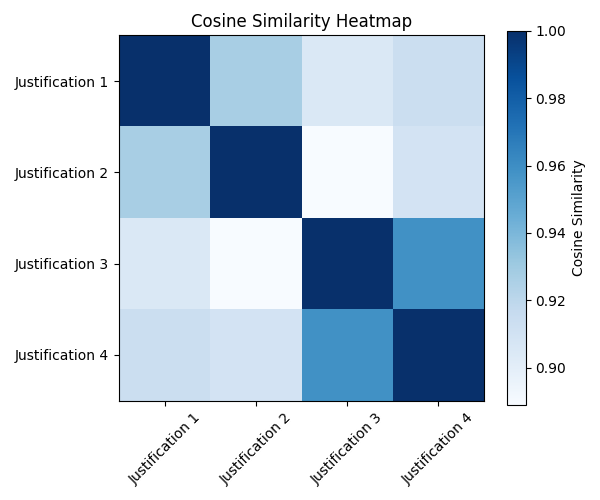 Cosine Similarity Heatmap
Justification 1
Justification 2
Justification 3
Justification 4
Justification 1
Justification 2
Justification 3
Justification 4
1.00
0.98
0.96
0.94
0.92
0.90
Cosine Similarity